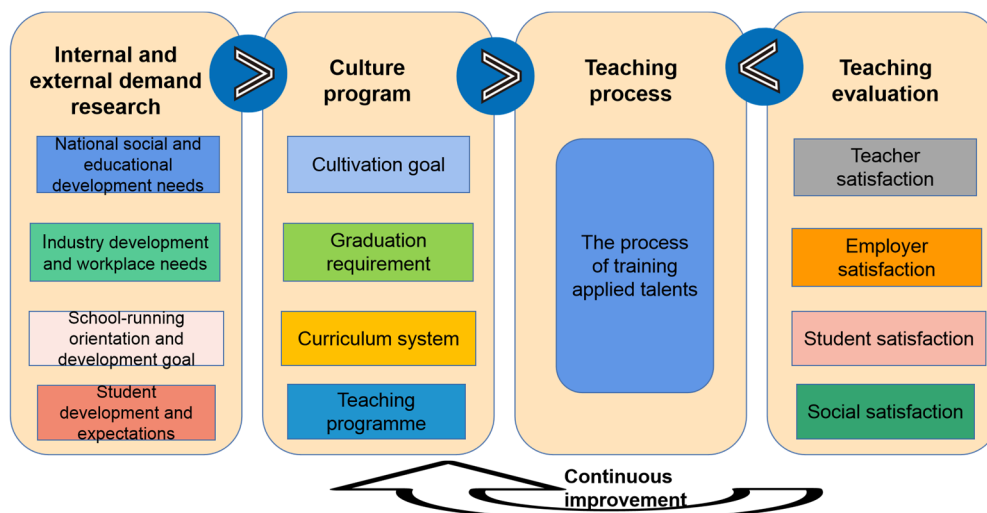 Internal and
external demand
research
National social and
educational
development needs
Industry development
and workplace needs
School-running
orientation and
development goal
Student
development and
expectations
Culture
program
Cultivation goal
Graduation
requirement
Curriculum system
Teaching
programme
Teaching
process
The process
of training
applied talents
Teaching
evaluation
Teacher
satisfaction
Employer
satisfaction
Student satisfaction
Social satisfaction
Continuous
improvement